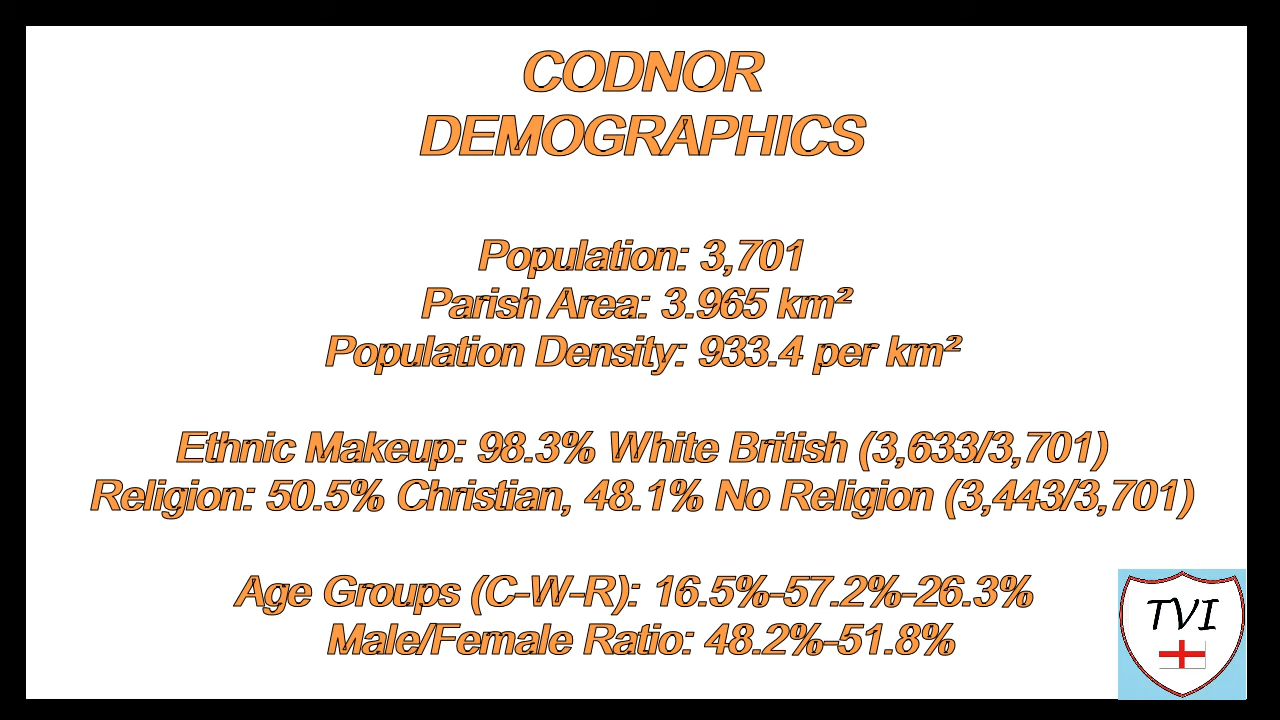 CODNOR
DEMOGRAPHICS
Population: 3,701
Parish Area: 3.965 km²
Population Density: 933.4 per km²
Ethnic Makeup: 98.3% White British (3,633/3,701)
Religion: 50.5% Christian, 48.1% No Religion (3,443/3,701)
Age Groups (C-W-R): 16.5%-57.2%-26.3%
Male/Female Ratio: 48.2%-51.8%
TVI